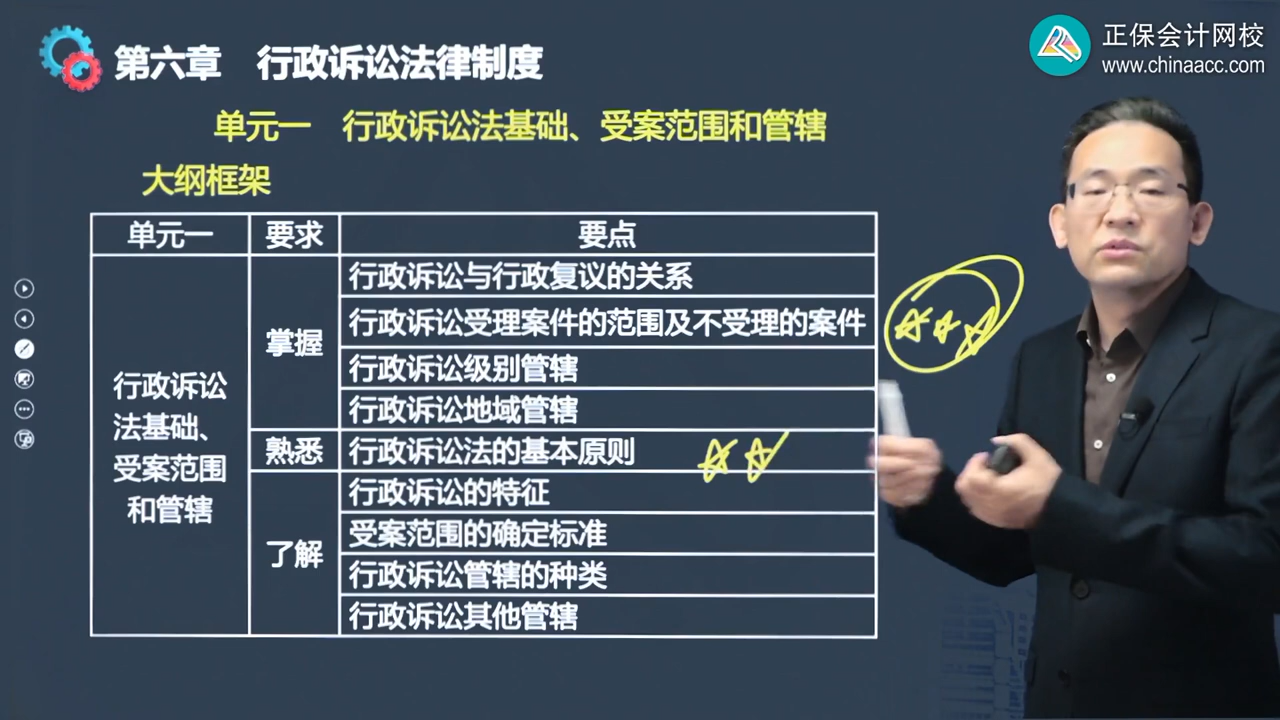 正保会计网校
www.chinaacc.com
第六章 行政诉讼法律制度
单元一 行政诉讼法基础、受案范围和管辖
大纲框架
单元一 要求 要点
行政诉讼法基础、受案范围和管辖
掌握
行政诉讼与行政复议的关系
行政诉讼受理案件的范围及不受理的案件
行政诉讼级别管辖
行政诉讼地域管辖
熟悉
行政诉讼法的基本原则
了解
行政诉讼的特征
受案范围的确定标准
行政诉讼管辖的种类
行政诉讼其他管辖